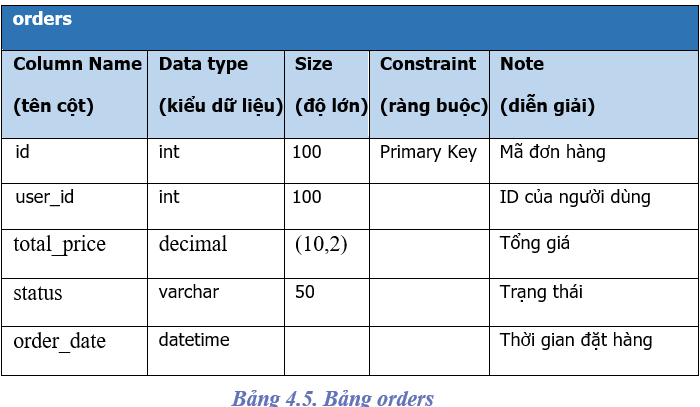 orders
Column Name Data type Size Constraint Note
(tên cột) (kiểu dữ liệu) (độ lớn) (ràng buộc) (diễn giải)
id int 100 Primary Key Mã đơn hàng
user_id int 100 ID của người dùng
total_price decimal (10,2) Tổng giá
status varchar 50 Trạng thái
order_date datetime Thời gian đặt hàng
Bảng 4.5. Bảng orders